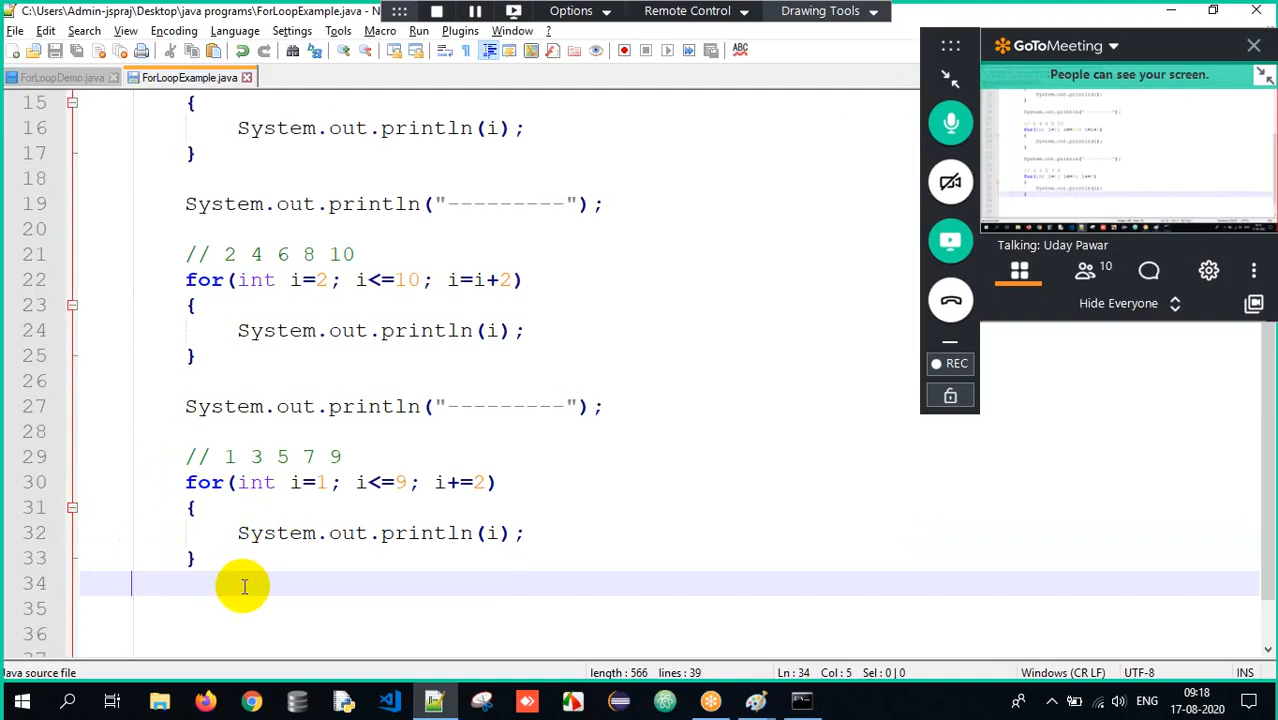 C:\Users\Admin-jspraj\Desktop\java programs\ForLoopExample.java - N
Options
Remote Control
Drawing Tools
File Edit Search View Encoding Language Settings Tools Macro Run Plugins Window ?
ForLoopDemo.java
ForLoopExample.java
15 {
16 System.out.println(i);
17 }
18
19 System.out.println("---------");
20
21 // 2 4 6 8 10
22 for(int i=2; i<=10; i=i+2)
23 {
24 System.out.println(i);
25 }
26
27 System.out.println("---------");
28
29 // 1 3 5 7 9
30 for(int i=1; i<=9; i+=2)
31 {
32 System.out.println(i);
33 }
34
35
36
GoToMeeting
People can see your screen.
Talking: Uday Pawar
10
Hide Everyone
REC
Java source file
length : 566 lines : 39
Ln : 34 Col : 5 Sel : 0 | 0
Windows (CR LF)
UTF-8
INS
ENG
09:18
17-08-2020